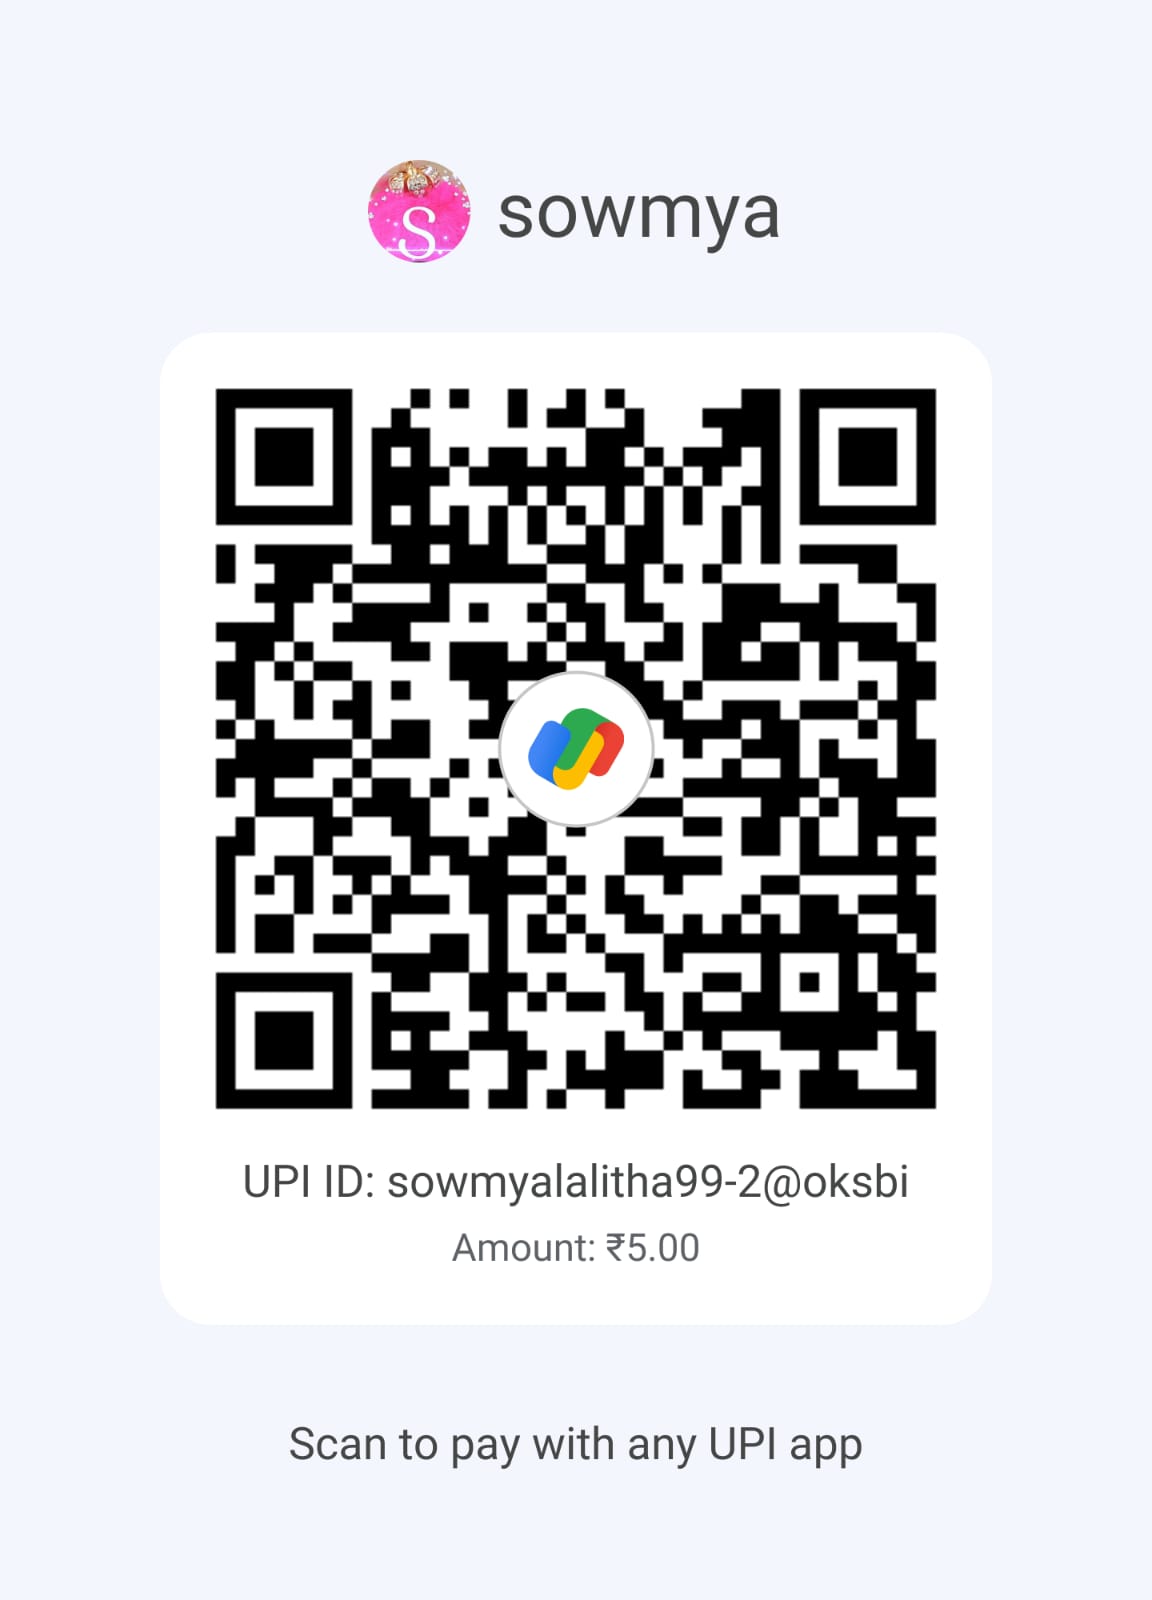 S
sowmya
UPI ID: sowmyalalitha99-2@oksbi
Amount: ₹5.00
Scan to pay with any UPI app